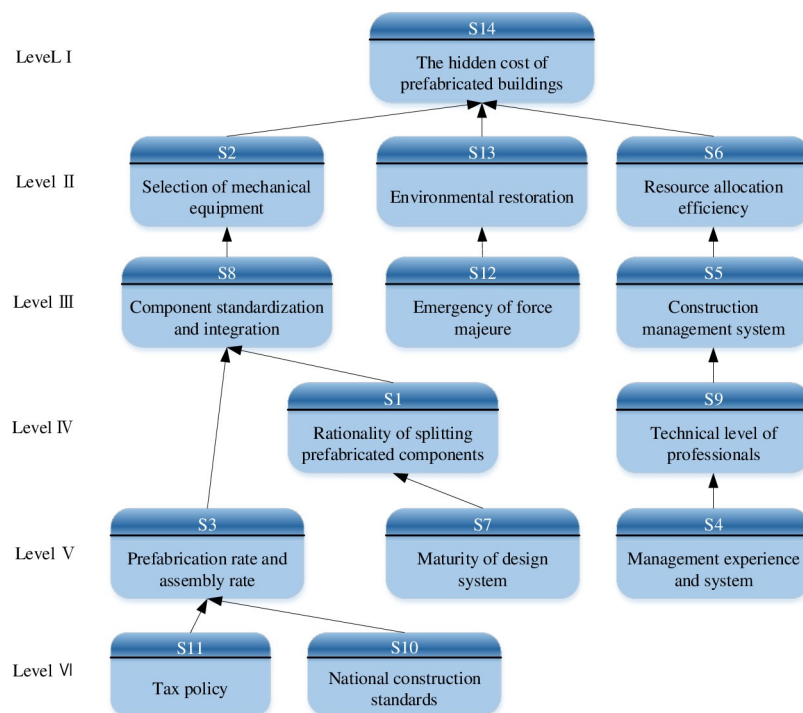 LeveL I
S14
The hidden cost of
prefabricated buildings
Level II
S2
Selection of mechanical
equipment
S13
Environmental restoration
S6
Resource allocation
efficiency
Level III
S8
Component standardization
and integration
S12
Emergency of force
majeure
S5
Construction
management system
Level IV
S1
Rationality of splitting
prefabricated components
S9
Technical level of
professionals
Level V
S3
Prefabrication rate and
assembly rate
S7
Maturity of design
system
S4
Management experience
and system
Level VI
S11
Tax policy
S10
National construction
standards